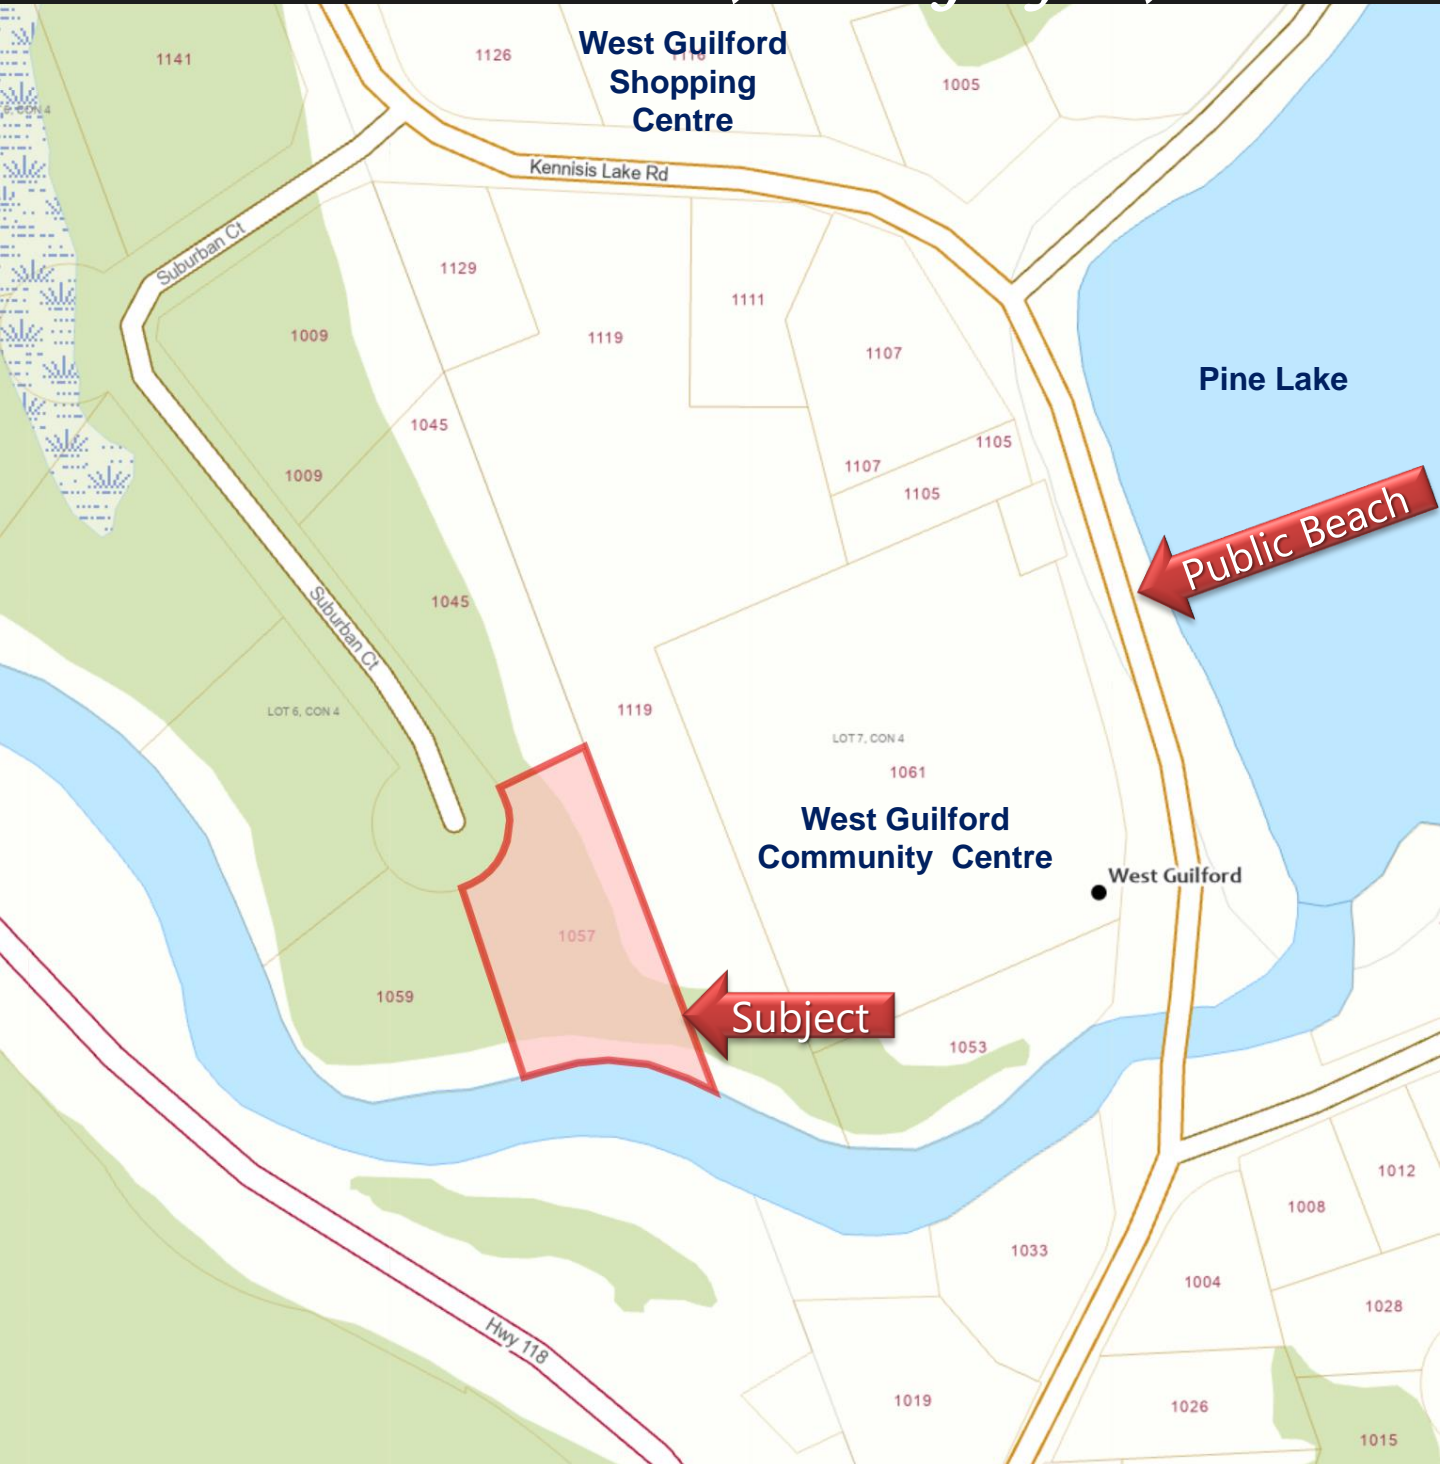 West Guilford
Shopping
Centre
1141
1126
1116
1005
Kennisis Lake Rd
Suburban Ct
1129
1111
1119
1009
1107
Pine Lake
1045
1105
1107
1009
1105
Public Beach
1045
Suburban Ct
LOT 6, CON 4
1119
LOT 7, CON 4
1061
West Guilford
Community Centre
West Guilford
1057
1059
Subject
1053
1012
1008
1033
1004
1028
Hwy 118
1019
1026
1015